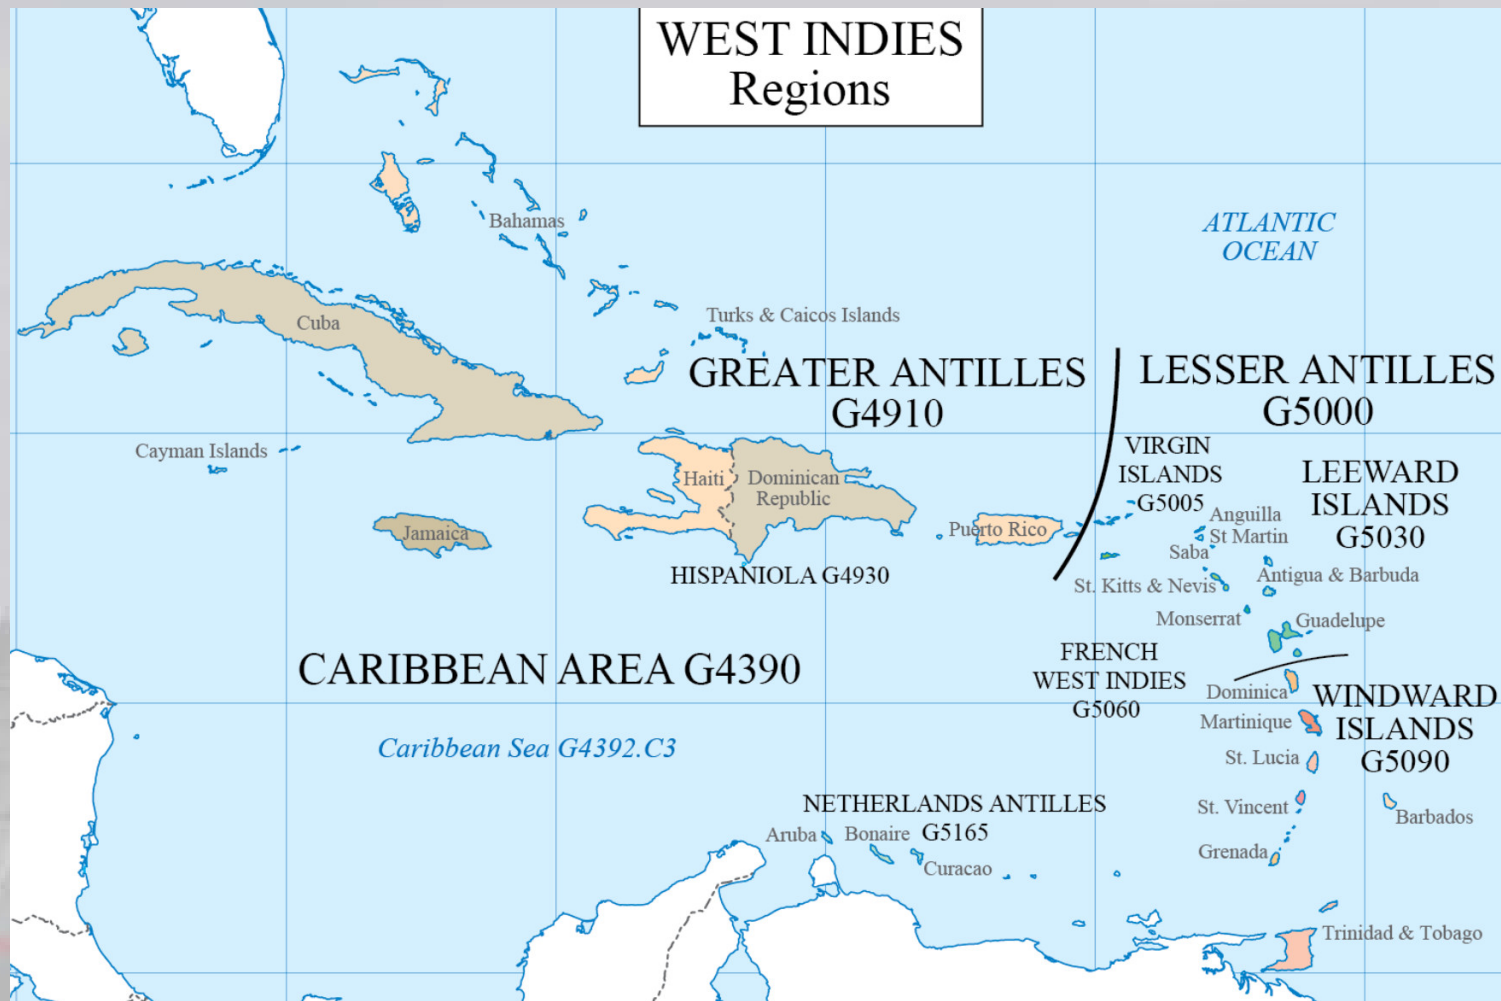 WEST INDIES
Regions
Bahamas
ATLANTIC
OCEAN
Cuba
Turks & Caicos Islands
GREATER ANTILLES
G4910
LESSER ANTILLES
G5000
Cayman Islands
VIRGIN
ISLANDS
G5005
LEEWARD
ISLANDS
G5030
Haiti
Dominican
Republic
Jamaica
Puerto Rico
Anguilla
St Martin
Saba
HISPANIOLA G4930
St. Kitts & Nevis
Antigua & Barbuda
Monserrat
Guadelupe
CARIBBEAN AREA G4390
FRENCH
WEST INDIES
G5060
Dominica
WINDWARD
ISLANDS
G5090
Martinique
Caribbean Sea G4392.C3
St. Lucia
NETHERLANDS ANTILLES
G5165
St. Vincent
Barbados
Aruba
Bonaire
Curacao
Grenada
Trinidad & Tobago